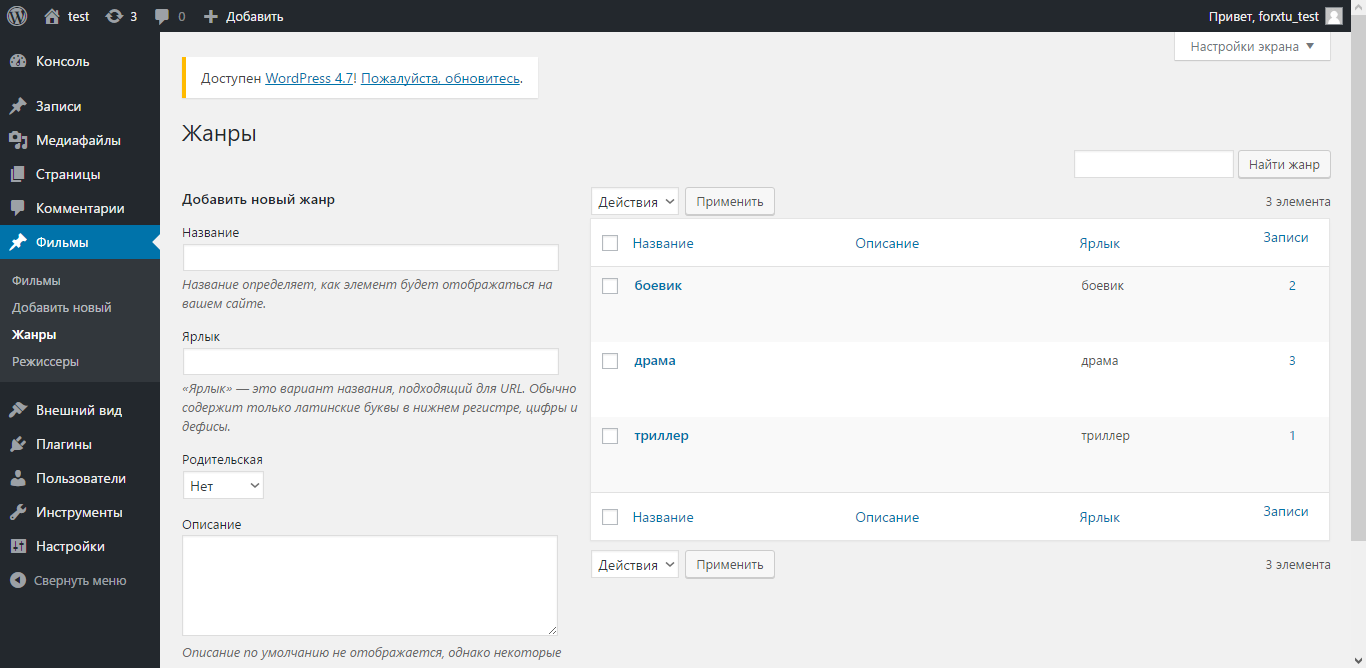 test 3 0 Добавить Привет, forxtu_test
Настройки экрана
Консоль
Записи
Медиафайлы
Страницы
Комментарии
Фильмы
Фильмы
Добавить новый
Жанры
Режиссеры
Внешний вид
Плагины
Пользователи
Инструменты
Настройки
Свернуть меню
Доступен WordPress 4.7! Пожалуйста, обновитесь.
Жанры
Найти жанр
Добавить новый жанр
Название
Название определяет, как элемент будет отображаться на
вашем сайте.
Ярлык
«Ярлык» — это вариант названия, подходящий для URL. Обычно
содержит только латинские буквы в нижнем регистре, цифры и
дефисы.
Родительская
Нет
Описание
Описание по умолчанию не отображается, однако некоторые
Действия Применить 3 элемента
Название Описание Ярлык Записи
боевик боевик 2
драма драма 3
триллер триллер 1
Название Описание Ярлык Записи
Действия Применить 3 элемента